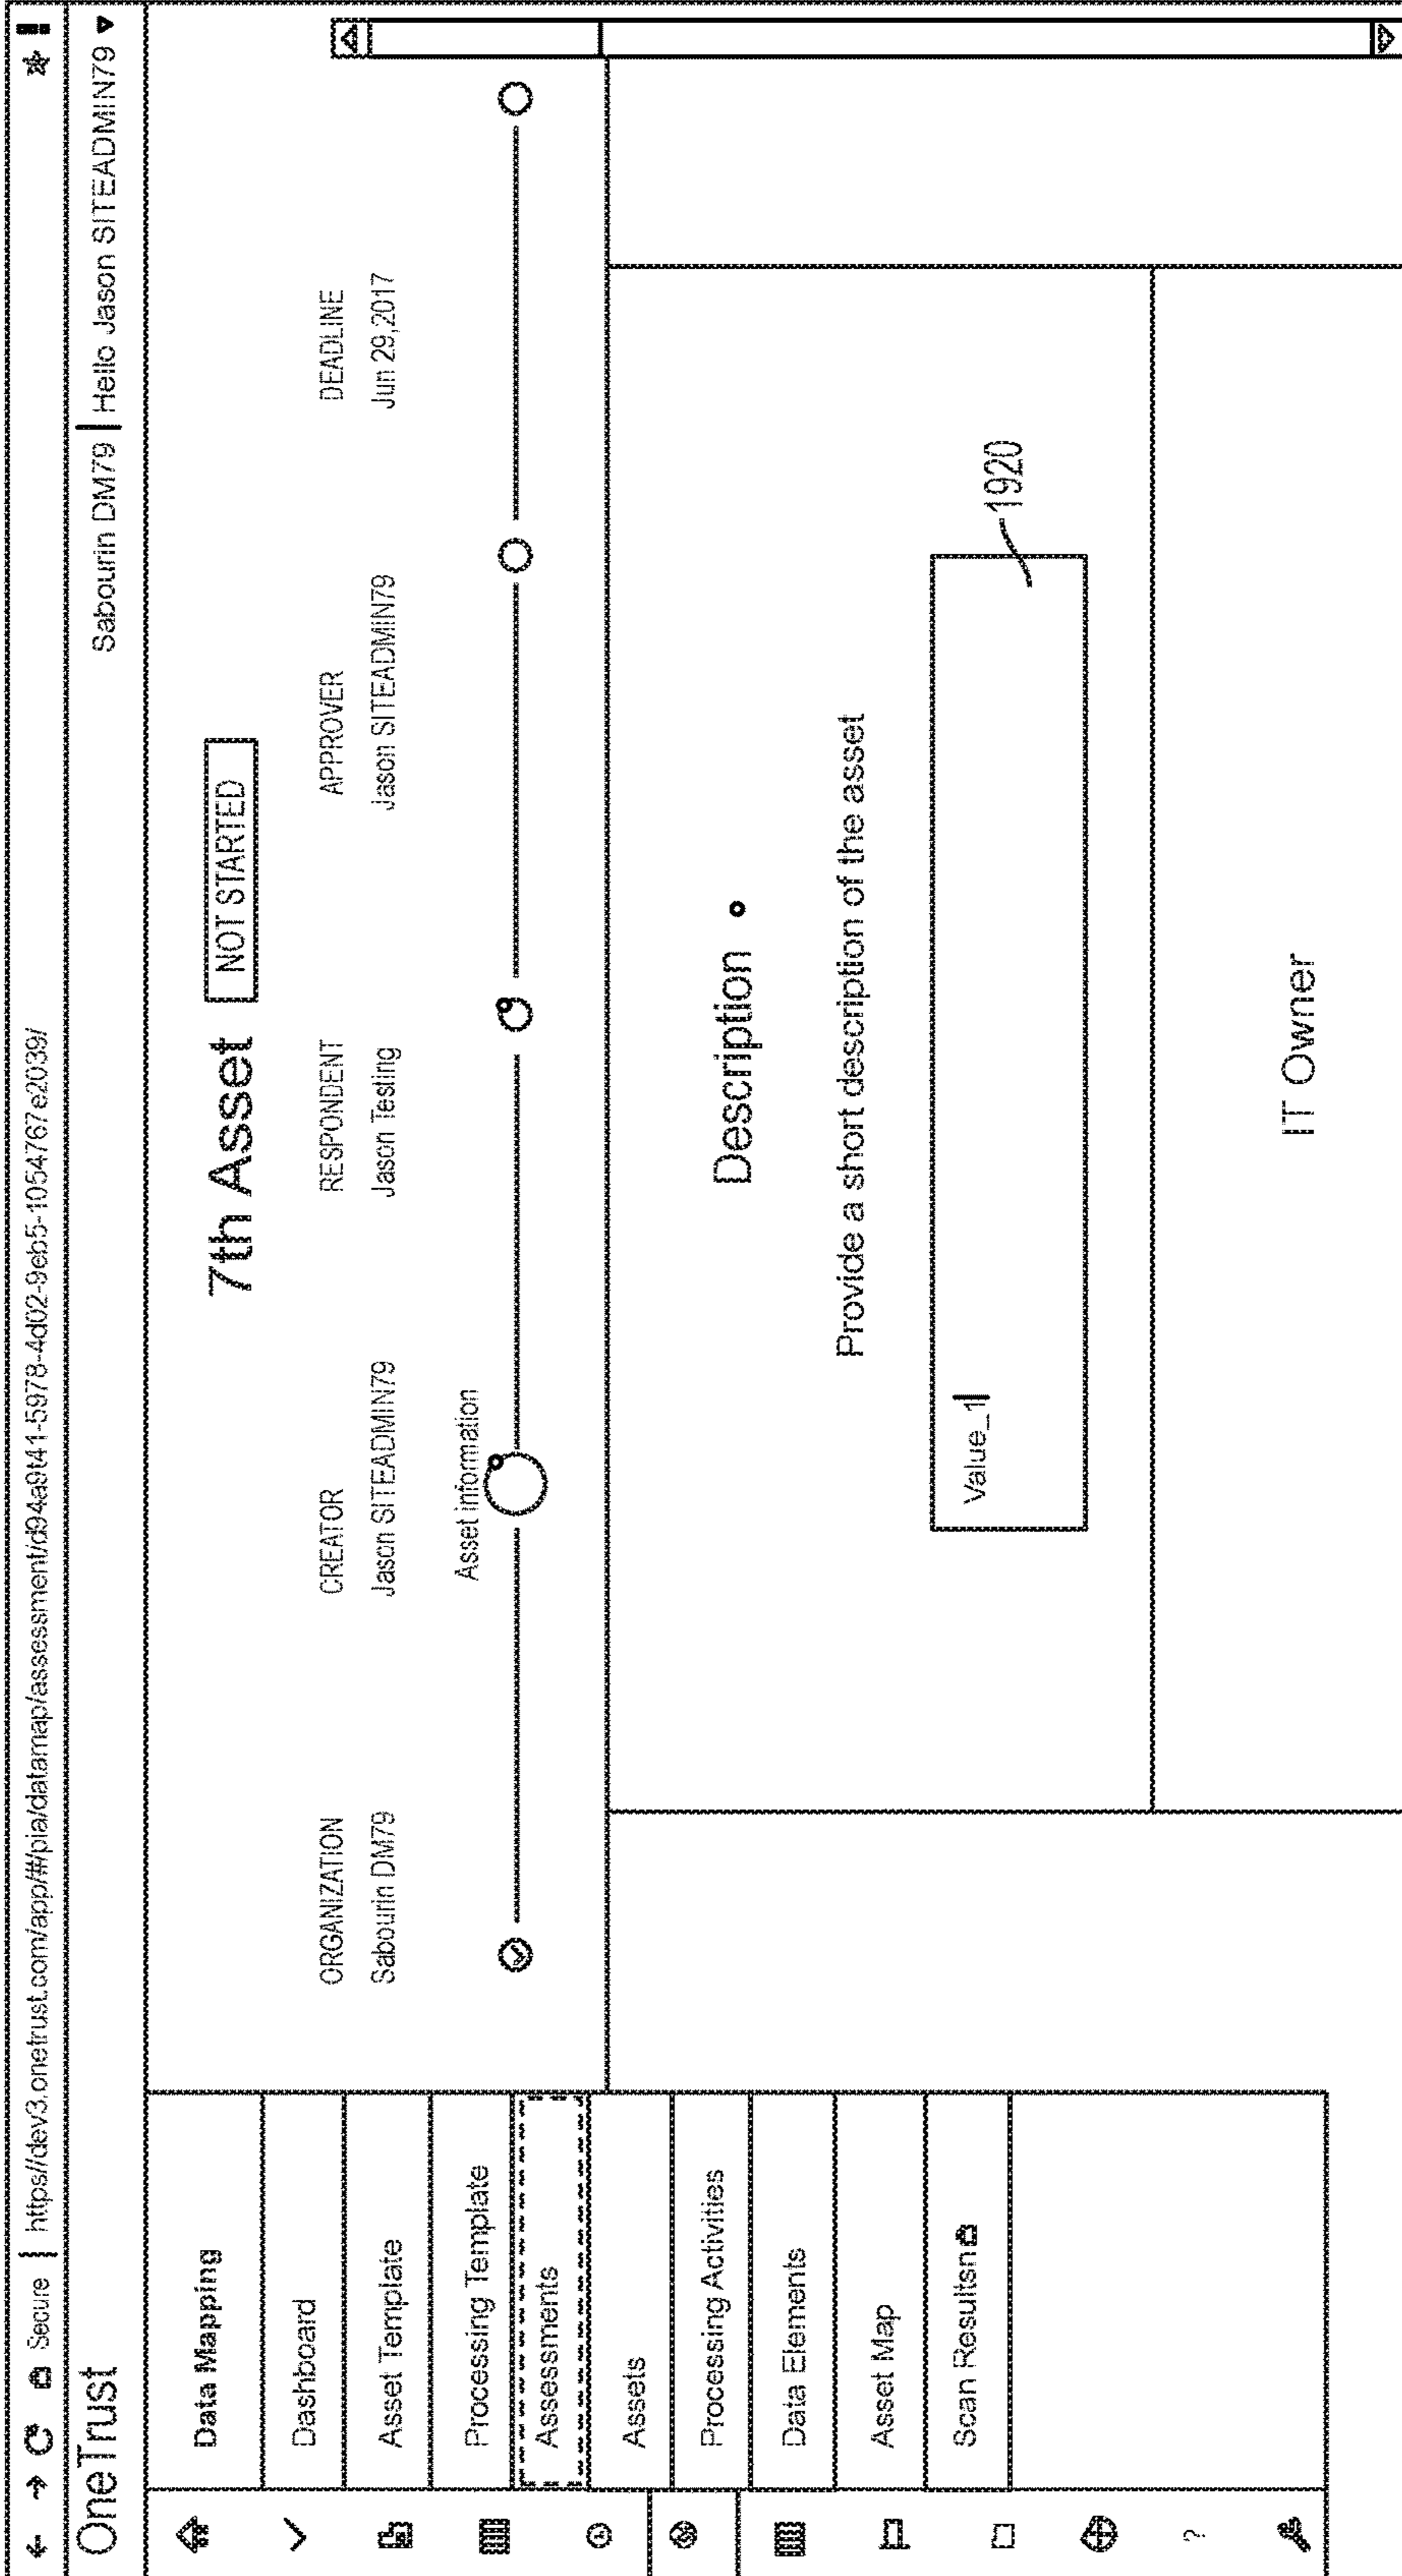 Secure | https//dev3.onetrust.com/app/#/pia/datamap/assessment/d94a9t41-5978-4d02-9eb5-1054767e2039/
OneTrust
Sabourin DM79 | Hello Jason SITEADMIN79
Data Mapping
Dashboard
Asset Template
Processing Template
Assessments
Assets
Processing Activities
Data Elements
Asset Map
Scan Resultsn
?
7th Asset NOT STARTED
ORGANIZATION CREATOR RESPONDENT APPROVER DEADLINE
Sabourin DM79 Jason SITEADMIN79 Jason Testing Jason SITEADMIN79 Jun 29,2017
Asset information
Description
Provide a short description of the asset
Value_1
1920
IT Owner